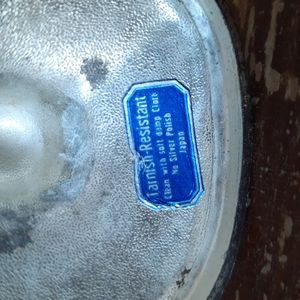 Tarnish-Resistant
Clean with soft damp Cloth
No Silver Polish
Japan